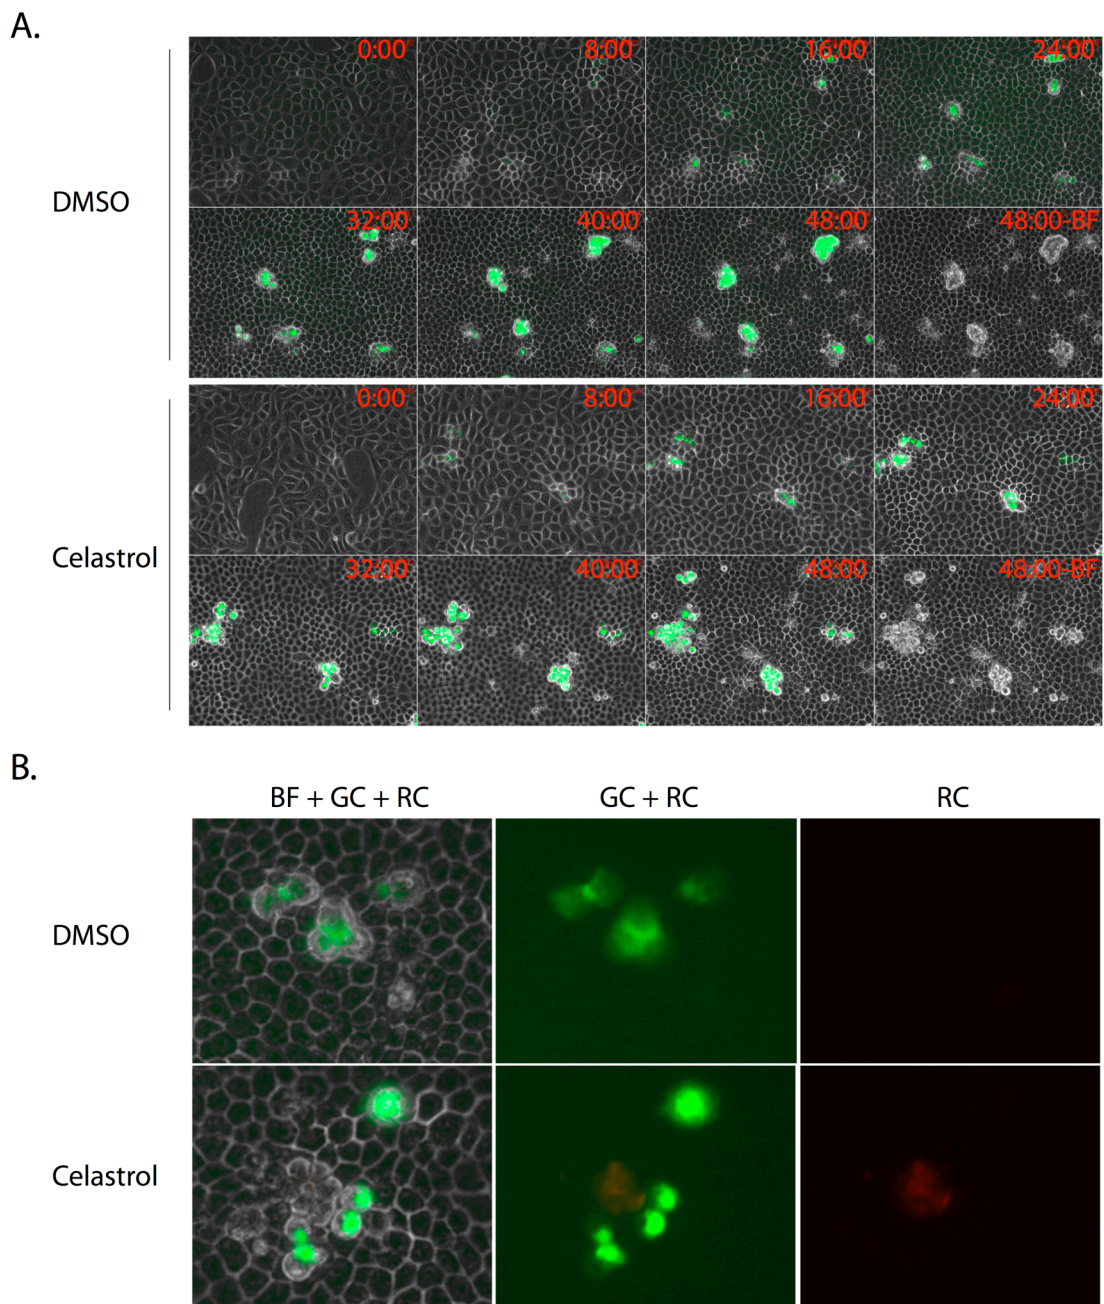 A.
DMSO
0:00"
8:00"
16:00"
24:00"
32:00
40:00
48:00
48:00-BF
Celastrol
0:00"
8:00"
16:00"
24:00"
32:00"
40:00
48:00
48:00-BF
B.
BF + GC + RC
GC + RC
RC
DMSO
Celastrol